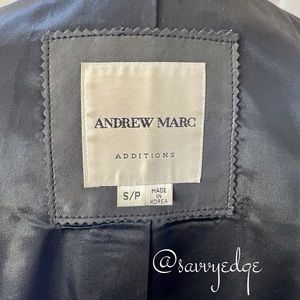 ANDREW MARC
ADDITIONS
S/P
MADE
IN
KOREA
@savvyedge